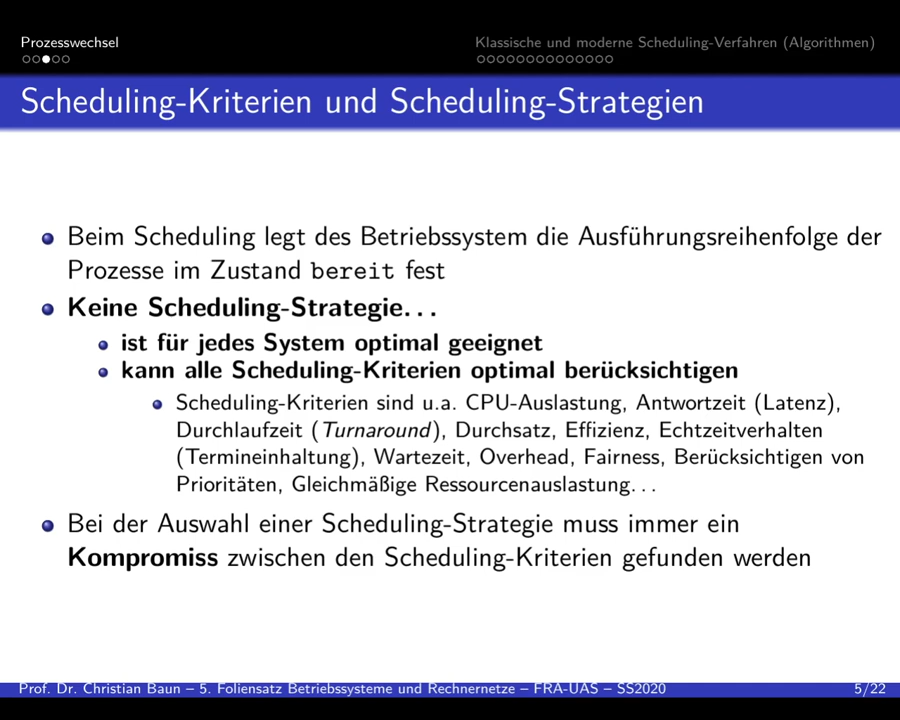 Prozesswechsel
Klassische und moderne Scheduling-Verfahren (Algorithmen)
Scheduling-Kriterien und Scheduling-Strategien
Beim Scheduling legt des Betriebssystem die Ausführungsreihenfolge der
Prozesse im Zustand bereit fest
Keine Scheduling-Strategie...
ist für jedes System optimal geeignet
kann alle Scheduling-Kriterien optimal berücksichtigen
Scheduling-Kriterien sind u.a. CPU-Auslastung, Antwortzeit (Latenz),
Durchlaufzeit (Turnaround), Durchsatz, Effizienz, Echtzeitverhalten
(Termineinhaltung), Wartezeit, Overhead, Fairness, Berücksichtigen von
Prioritäten, Gleichmäßige Ressourcenauslastung...
Bei der Auswahl einer Scheduling-Strategie muss immer ein
Kompromiss zwischen den Scheduling-Kriterien gefunden werden
Prof. Dr. Christian Baun – 5. Foliensatz Betriebssysteme und Rechnernetze – FRA-UAS – SS2020
5/22